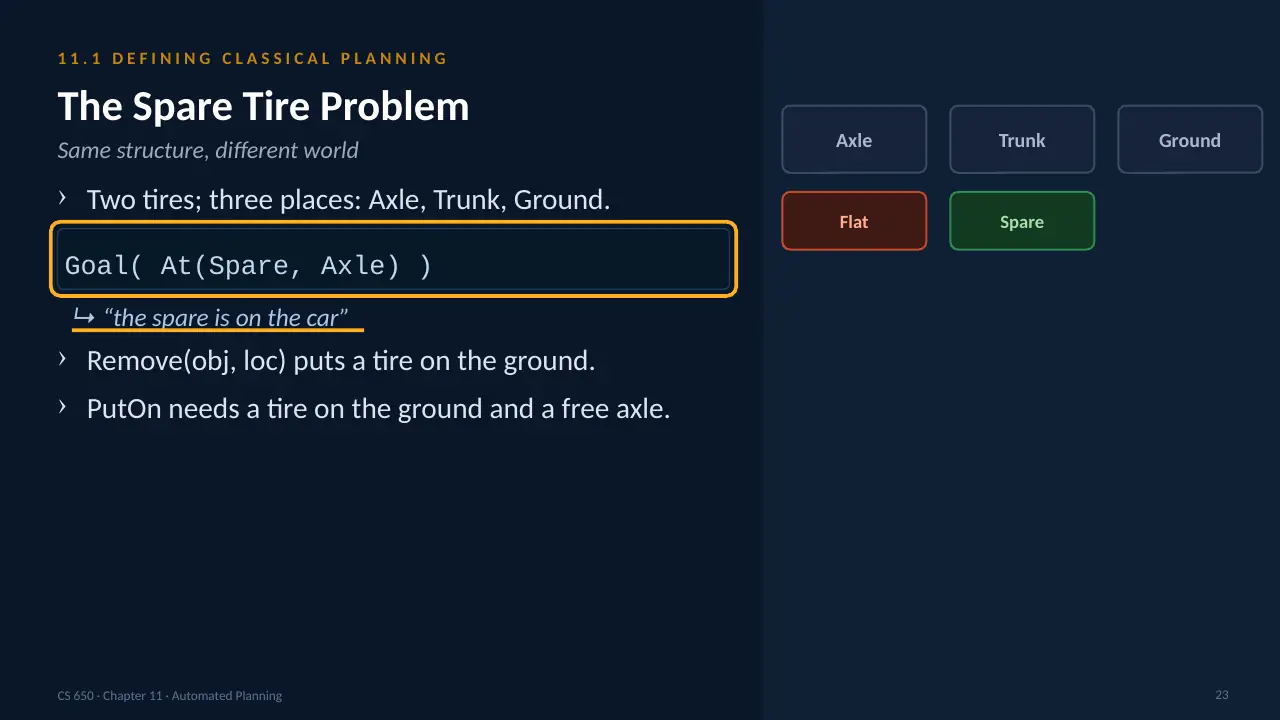 11.1 DEFINING CLASSICAL PLANNING
The Spare Tire Problem
Same structure, different world
› Two tires; three places: Axle, Trunk, Ground.
Goal( At(Spare, Axle) )
↪ “the spare is on the car”
› Remove(obj, loc) puts a tire on the ground.
› PutOn needs a tire on the ground and a free axle.
Axle Trunk Ground
Flat Spare
CS 650 · Chapter 11 · Automated Planning
23